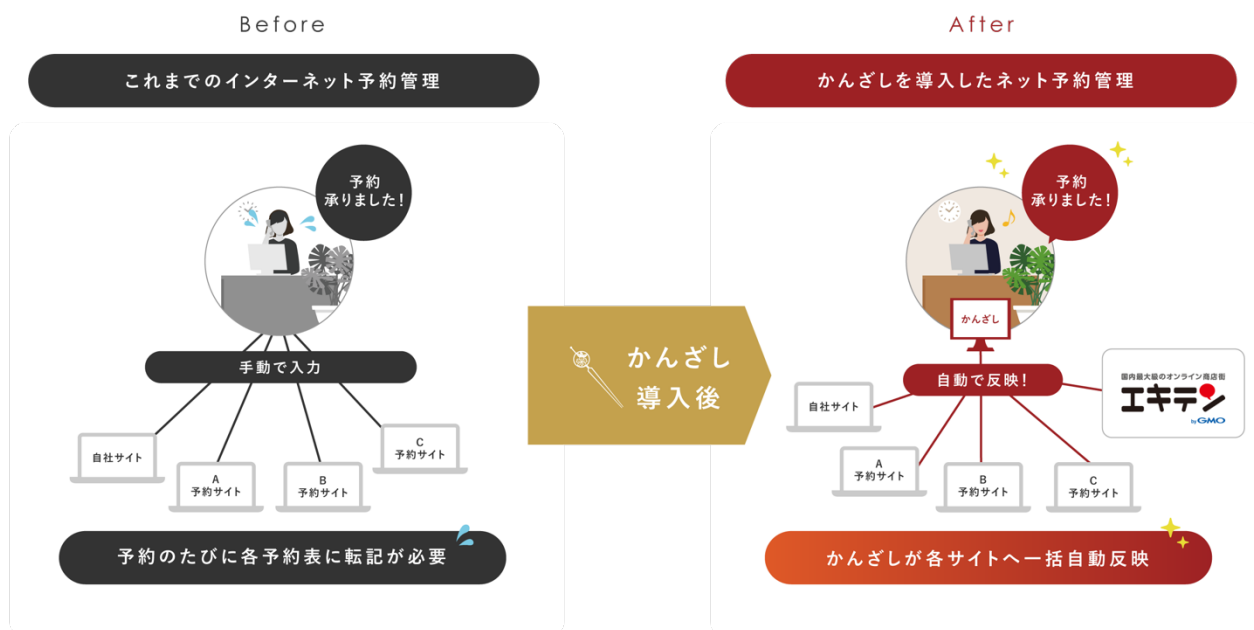 Before
これまでのインターネット予約管理
予約
承りました！
手動で入力
自社サイト
A
予約サイト
B
予約サイト
C
予約サイト
予約のたびに各予約表に転記が必要
かんざし
導入後
After
かんざしを導入したネット予約管理
予約
承りました！
かんざし
自動で反映！
国内最大級のオンライン商店街
エキテン
by GMO
自社サイト
A
予約サイト
B
予約サイト
C
予約サイト
かんざしが各サイトへ一括自動反映